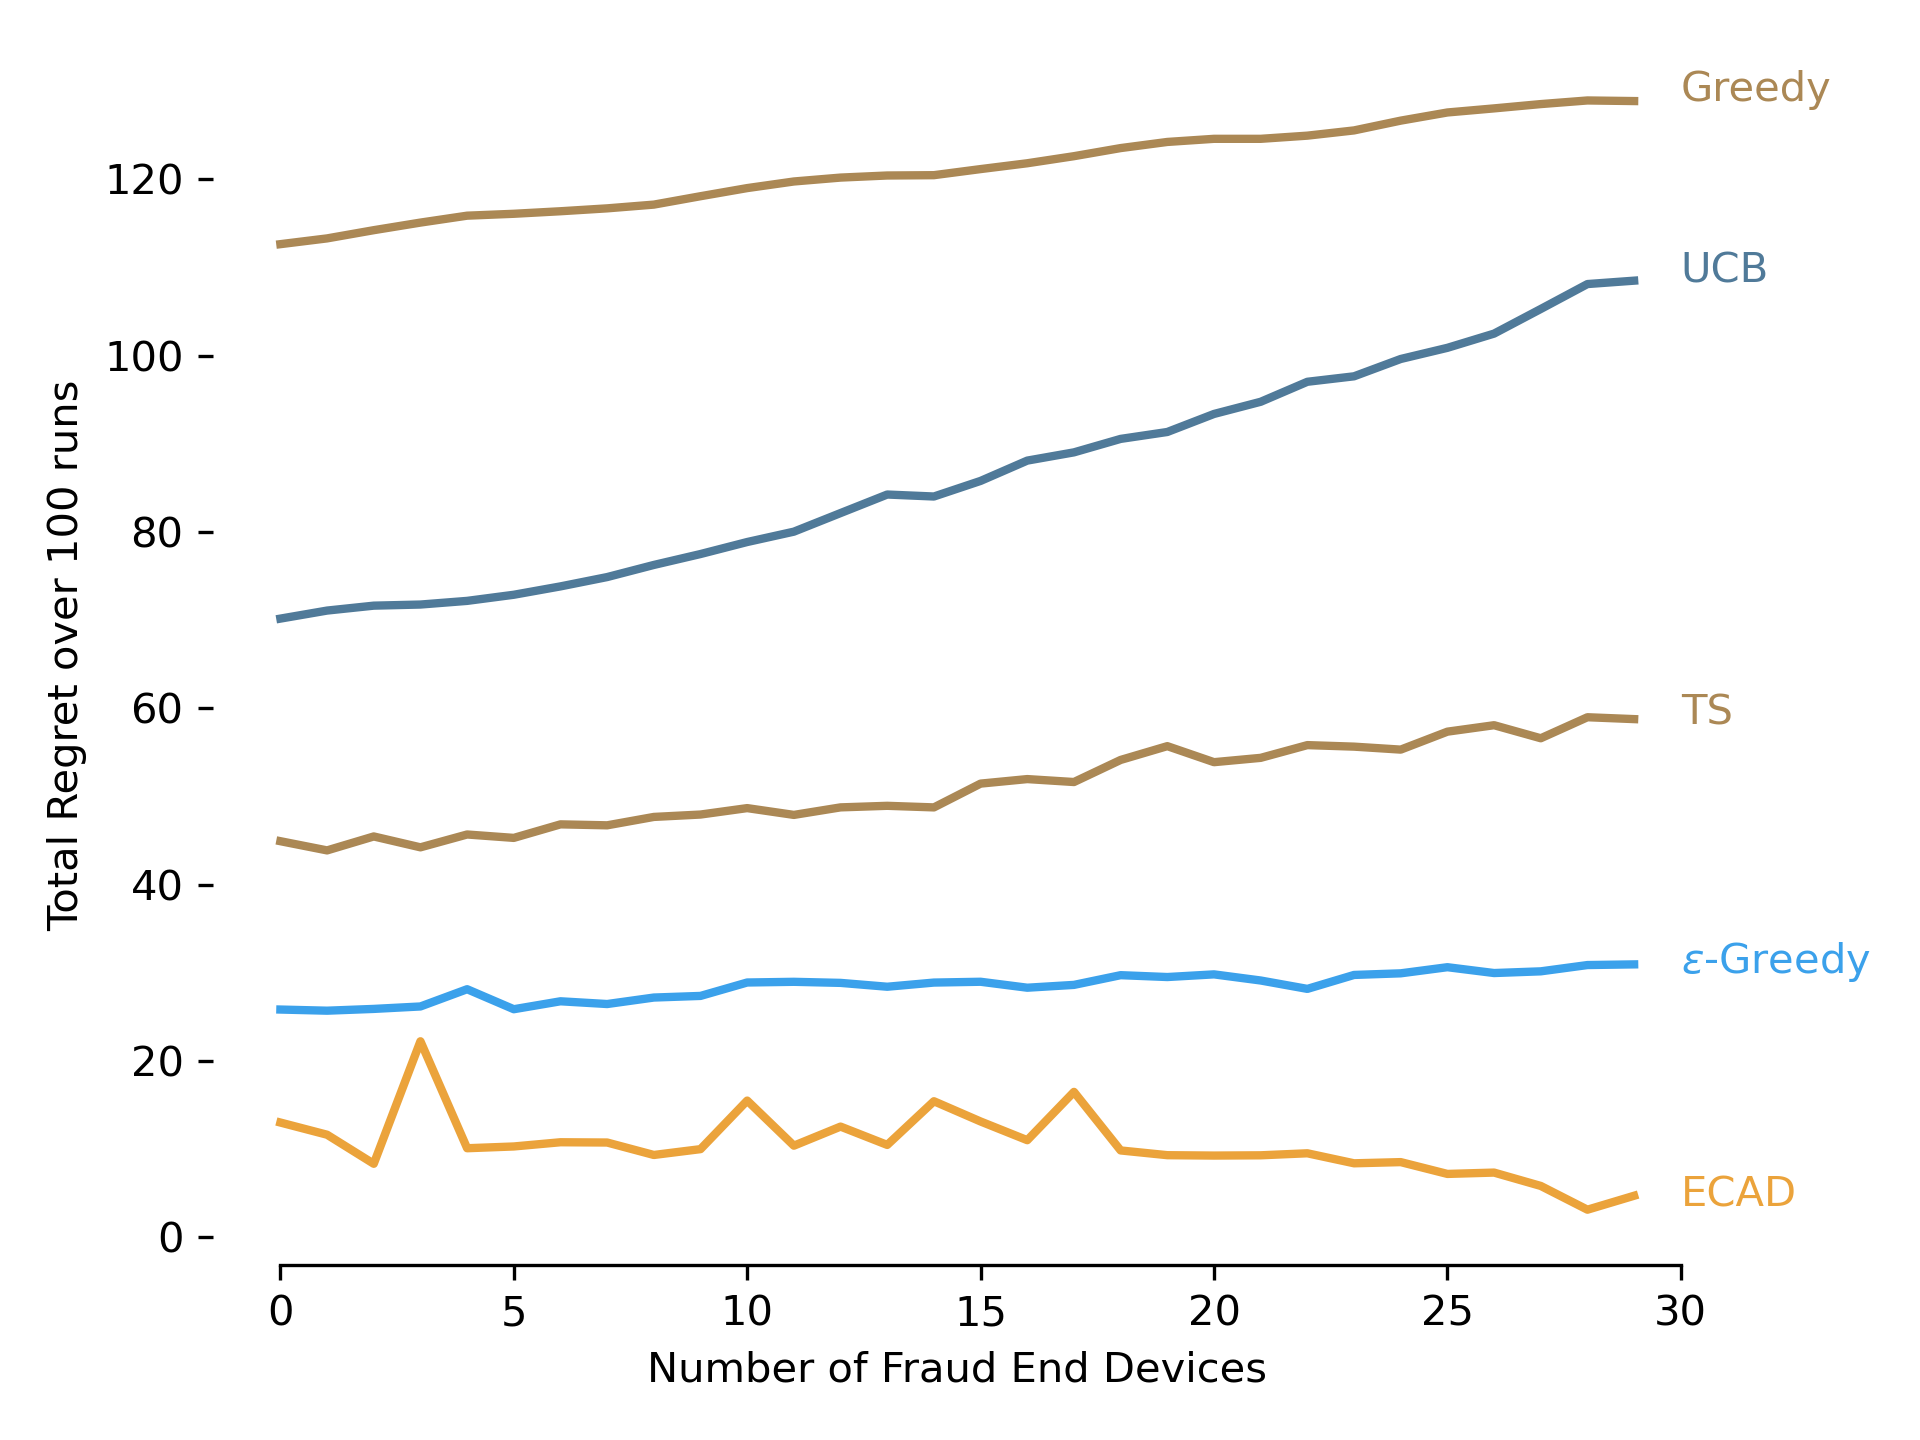 Greedy
120
UCB
100
80
60
TS
40
ε-Greedy
20
ECAD
0
0 5 10 15 20 25 30
Number of Fraud End Devices
Total Regret over 100 runs